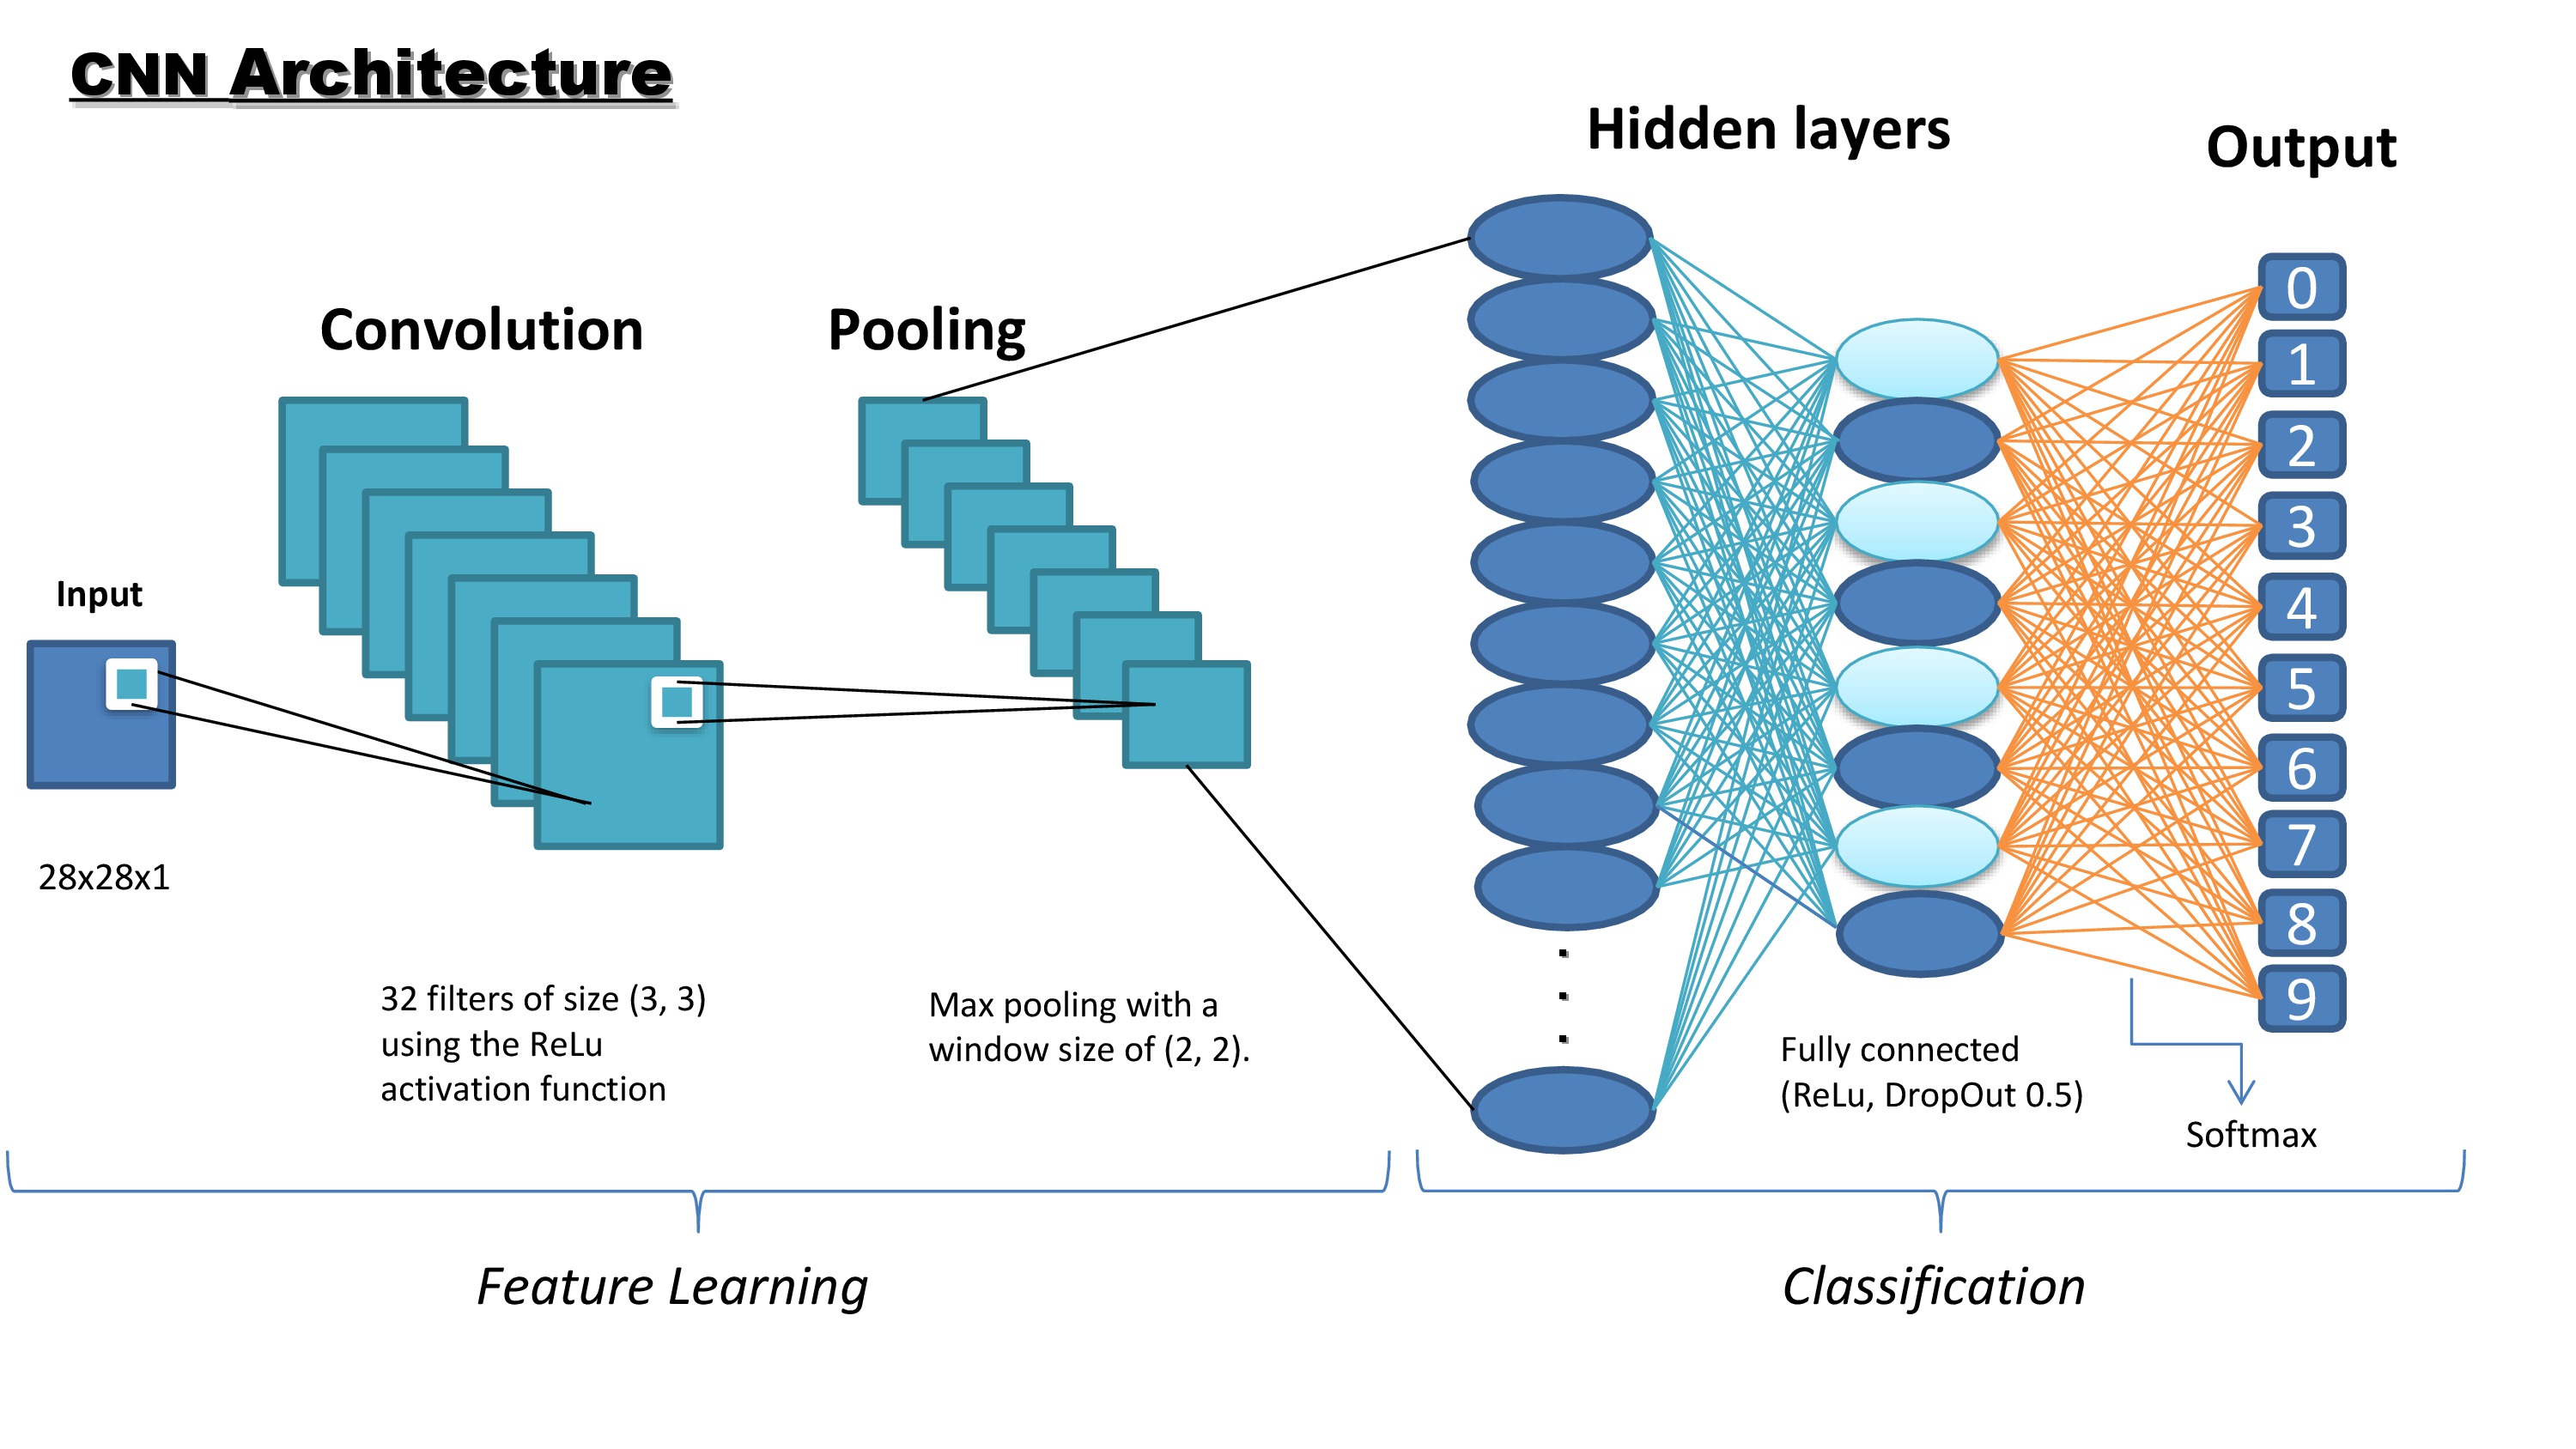 CNN Architecture
Hidden layers
Output
Convolution
Pooling
Input
28x28x1
0
1
2
3
4
5
6
7
8
9
32 filters of size (3, 3)
using the ReLu
activation function
Max pooling with a
window size of (2, 2).
Fully connected
(ReLu, DropOut 0.5)
Softmax
Feature Learning
Classification